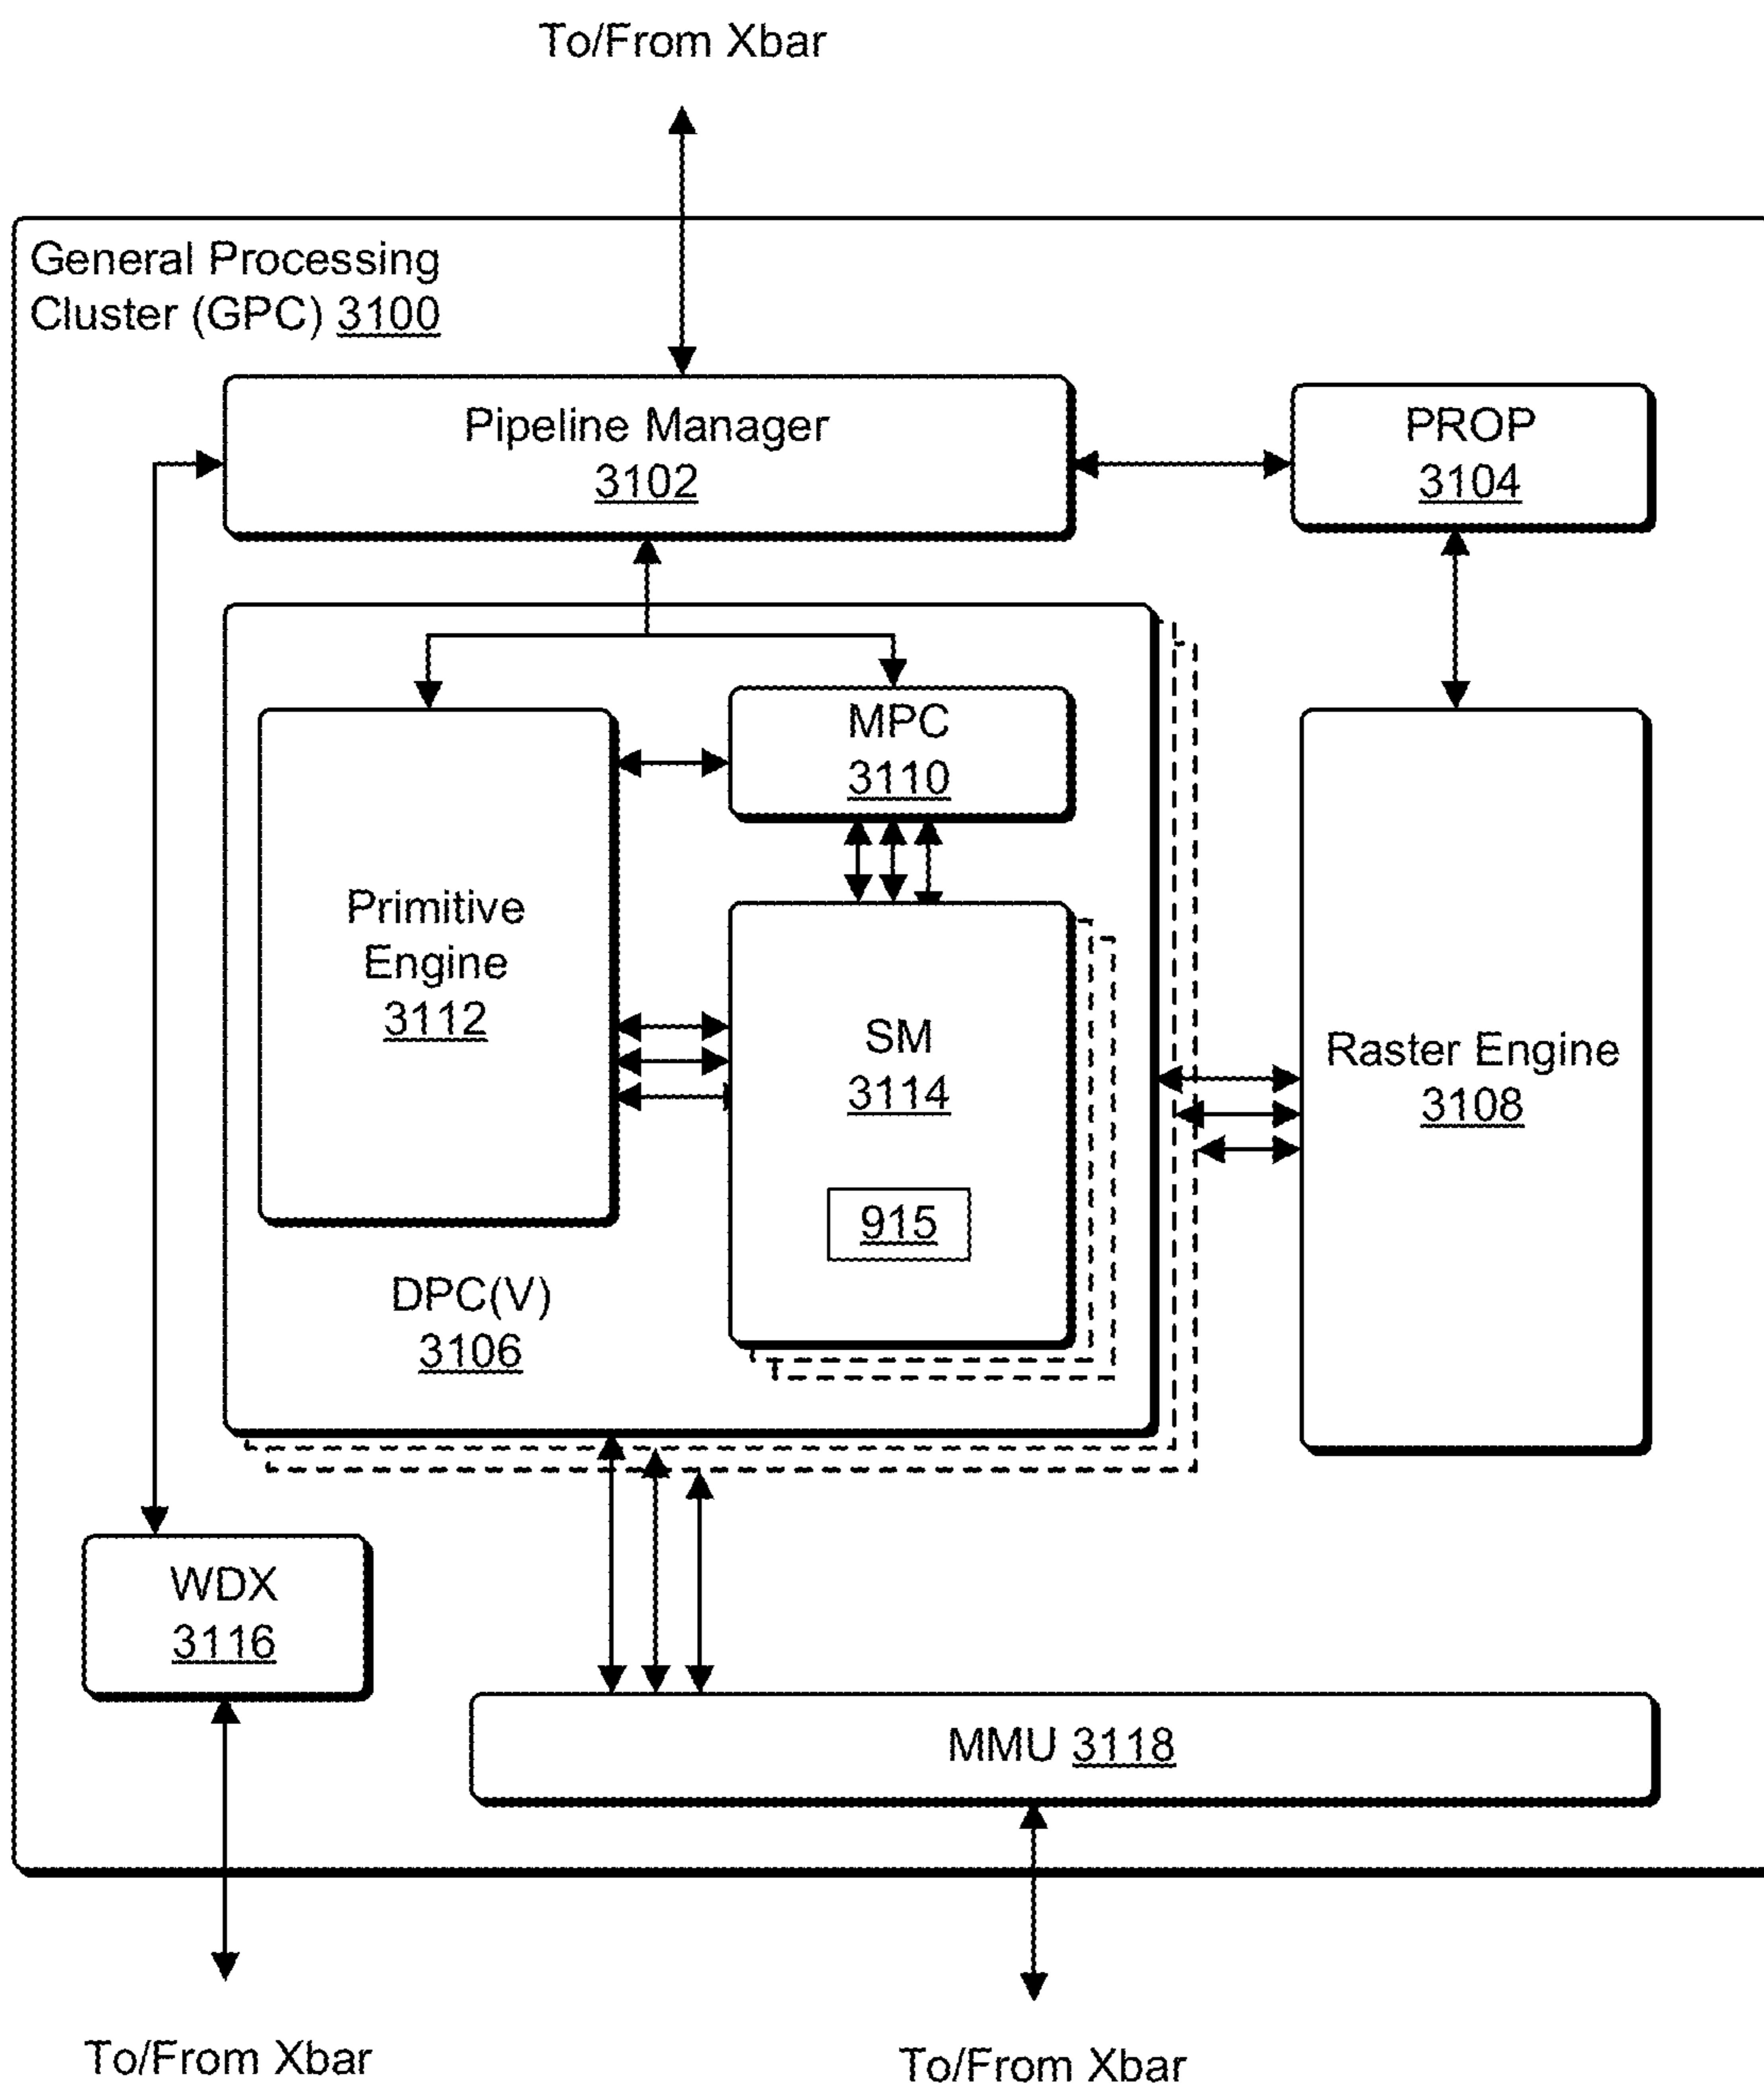 To/From Xbar
General Processing
Cluster (GPC) 3100
Pipeline Manager
3102
PROP
3104
MPC
3110
Primitive
Engine
3112
SM
3114
915
Raster Engine
3108
DPC(V)
3106
WDX
3116
MMU 3118
To/From Xbar
To/From Xbar